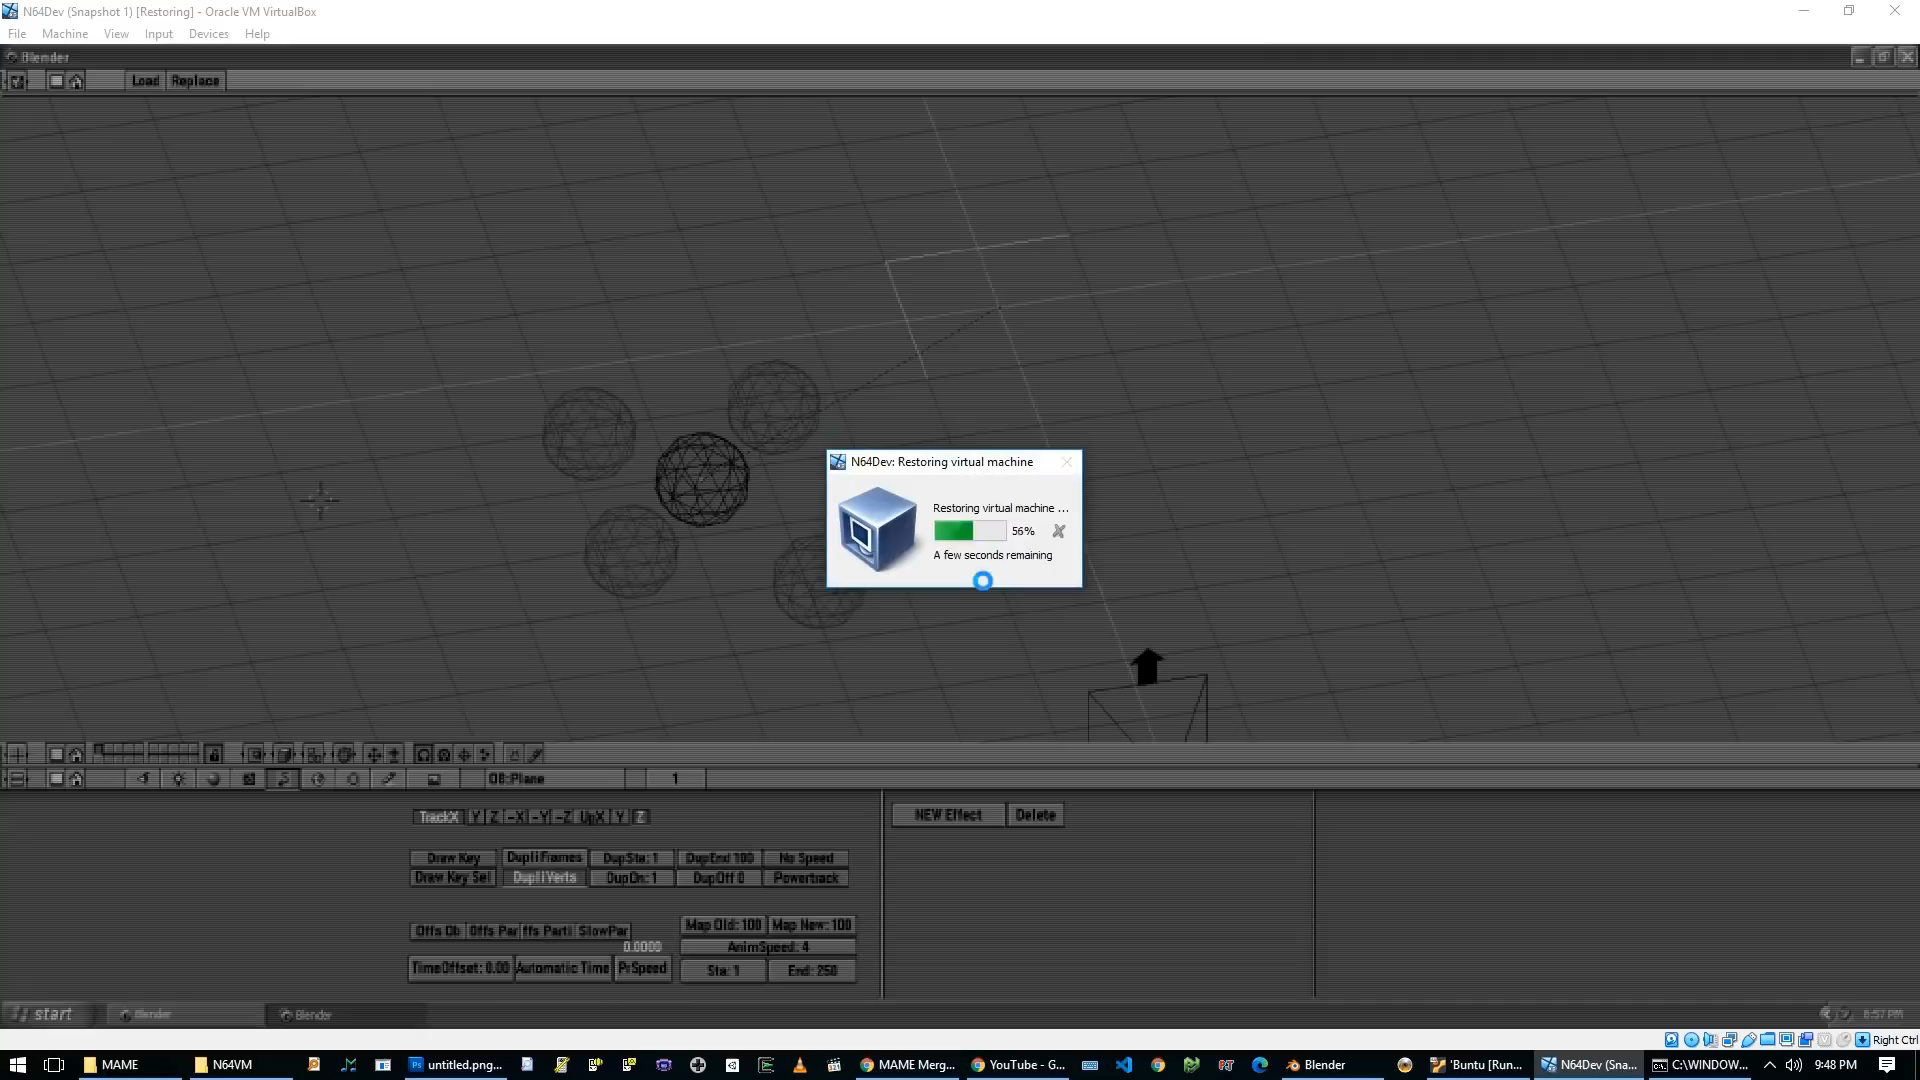 N64Dev (Snapshot 1) [Restoring] - Oracle VM VirtualBox
File Machine View Input Devices Help
Blender
Load Replace
N64Dev: Restoring virtual machine
Restoring virtual machine ...
56%
A few seconds remaining
OB:Plane 1
TrackX Y Z -X -Y -Z UpX Y Z
NEW Effect Delete
Draw Key DupliFrames DupSta: 1 DupEnd 100 No Speed
Draw Key Sel DupliVerts DupOn: 1 DupOff 0 Powertrack
Offs Ob Offs Par ffs Parti SlowPar Map Old: 100 Map New: 100
0.0000 AnimSpeed: 4
TimeOffset: 0.00 Automatic Time PrSpeed Sta: 1 End: 250
start Blender Blender 8:57 PM
Right Ctrl
MAME N64VM untitled.png... MAME Merg... YouTube - G... Blender 'Buntu [Run... N64Dev (Sna... C:\WINDOW... 9:48 PM